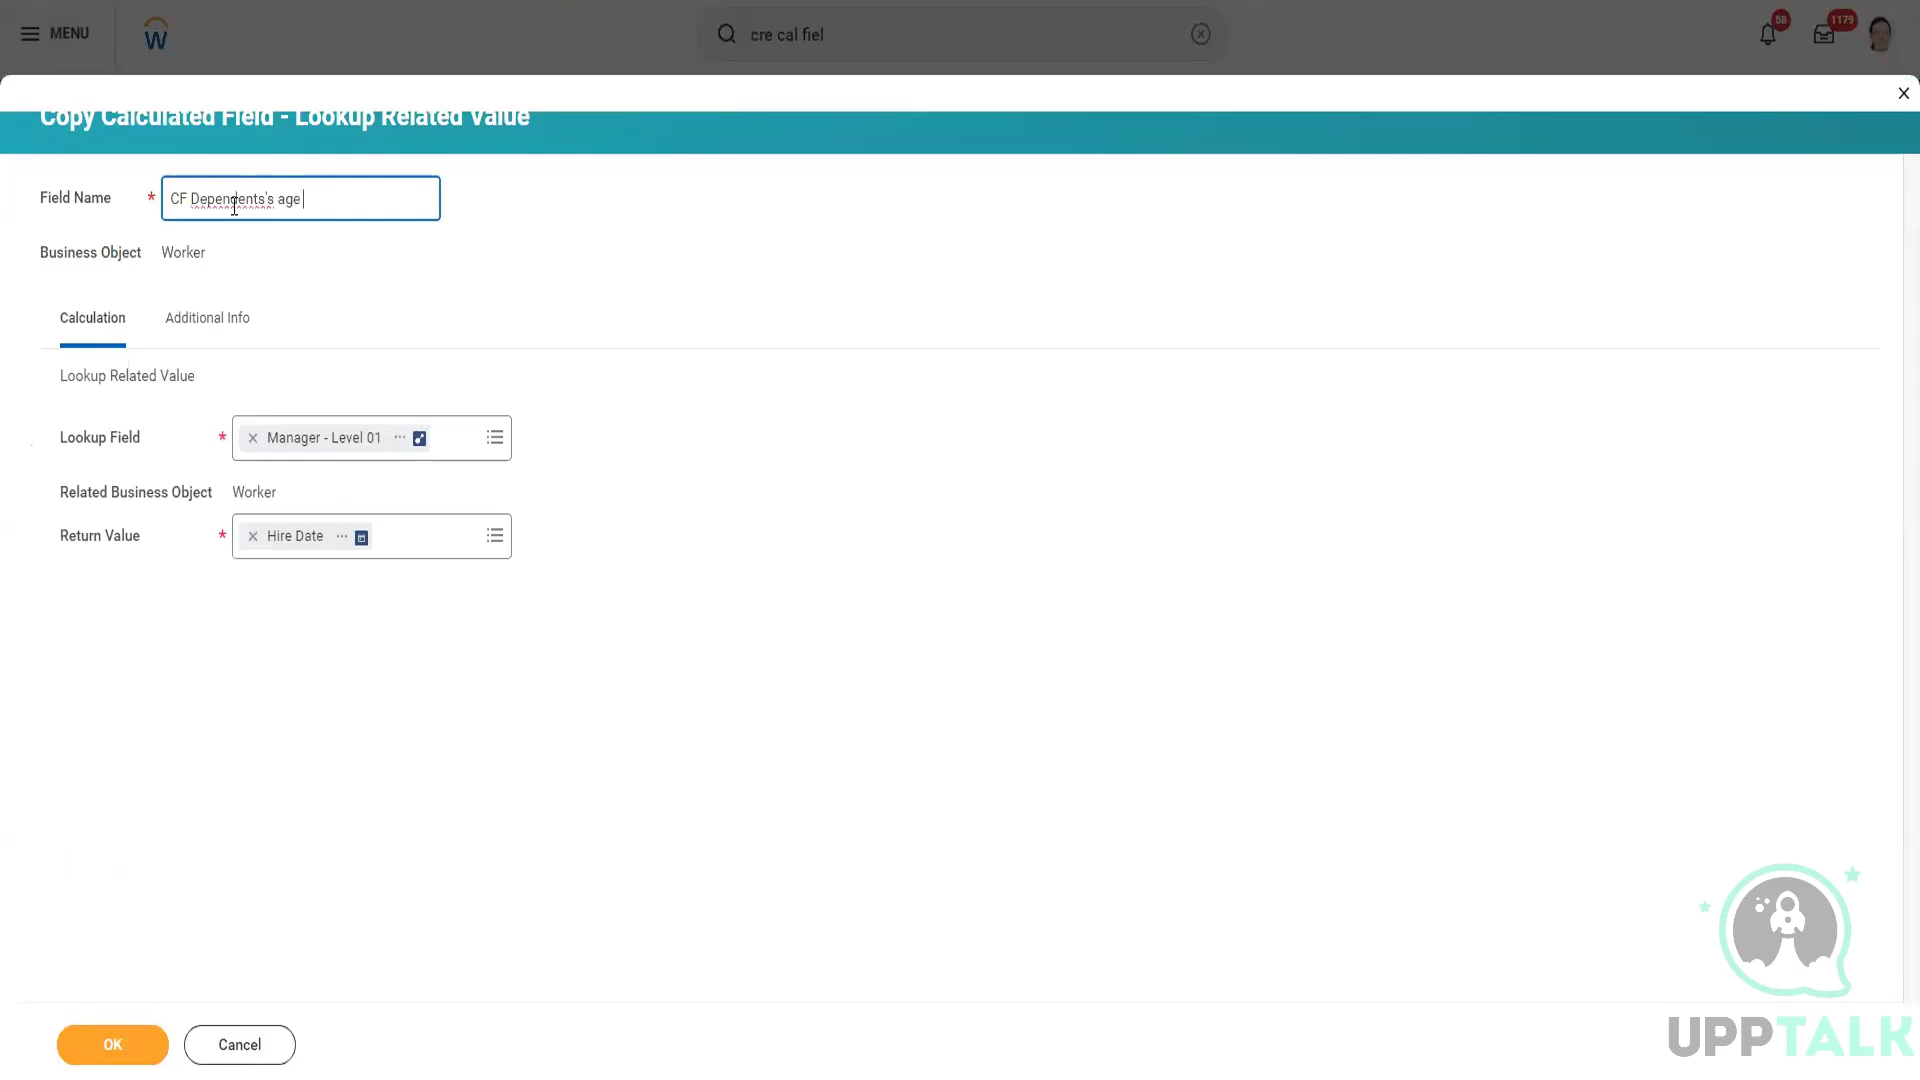 MENU
cre cal fiel
58
1179
Copy Calculated Field - Lookup Related Value
Field Name *
CF Dependents's age
Business Object Worker
Calculation Additional Info
Lookup Related Value
Lookup Field * Manager - Level 01
Related Business Object Worker
Return Value * Hire Date
OK Cancel
UPPTALK